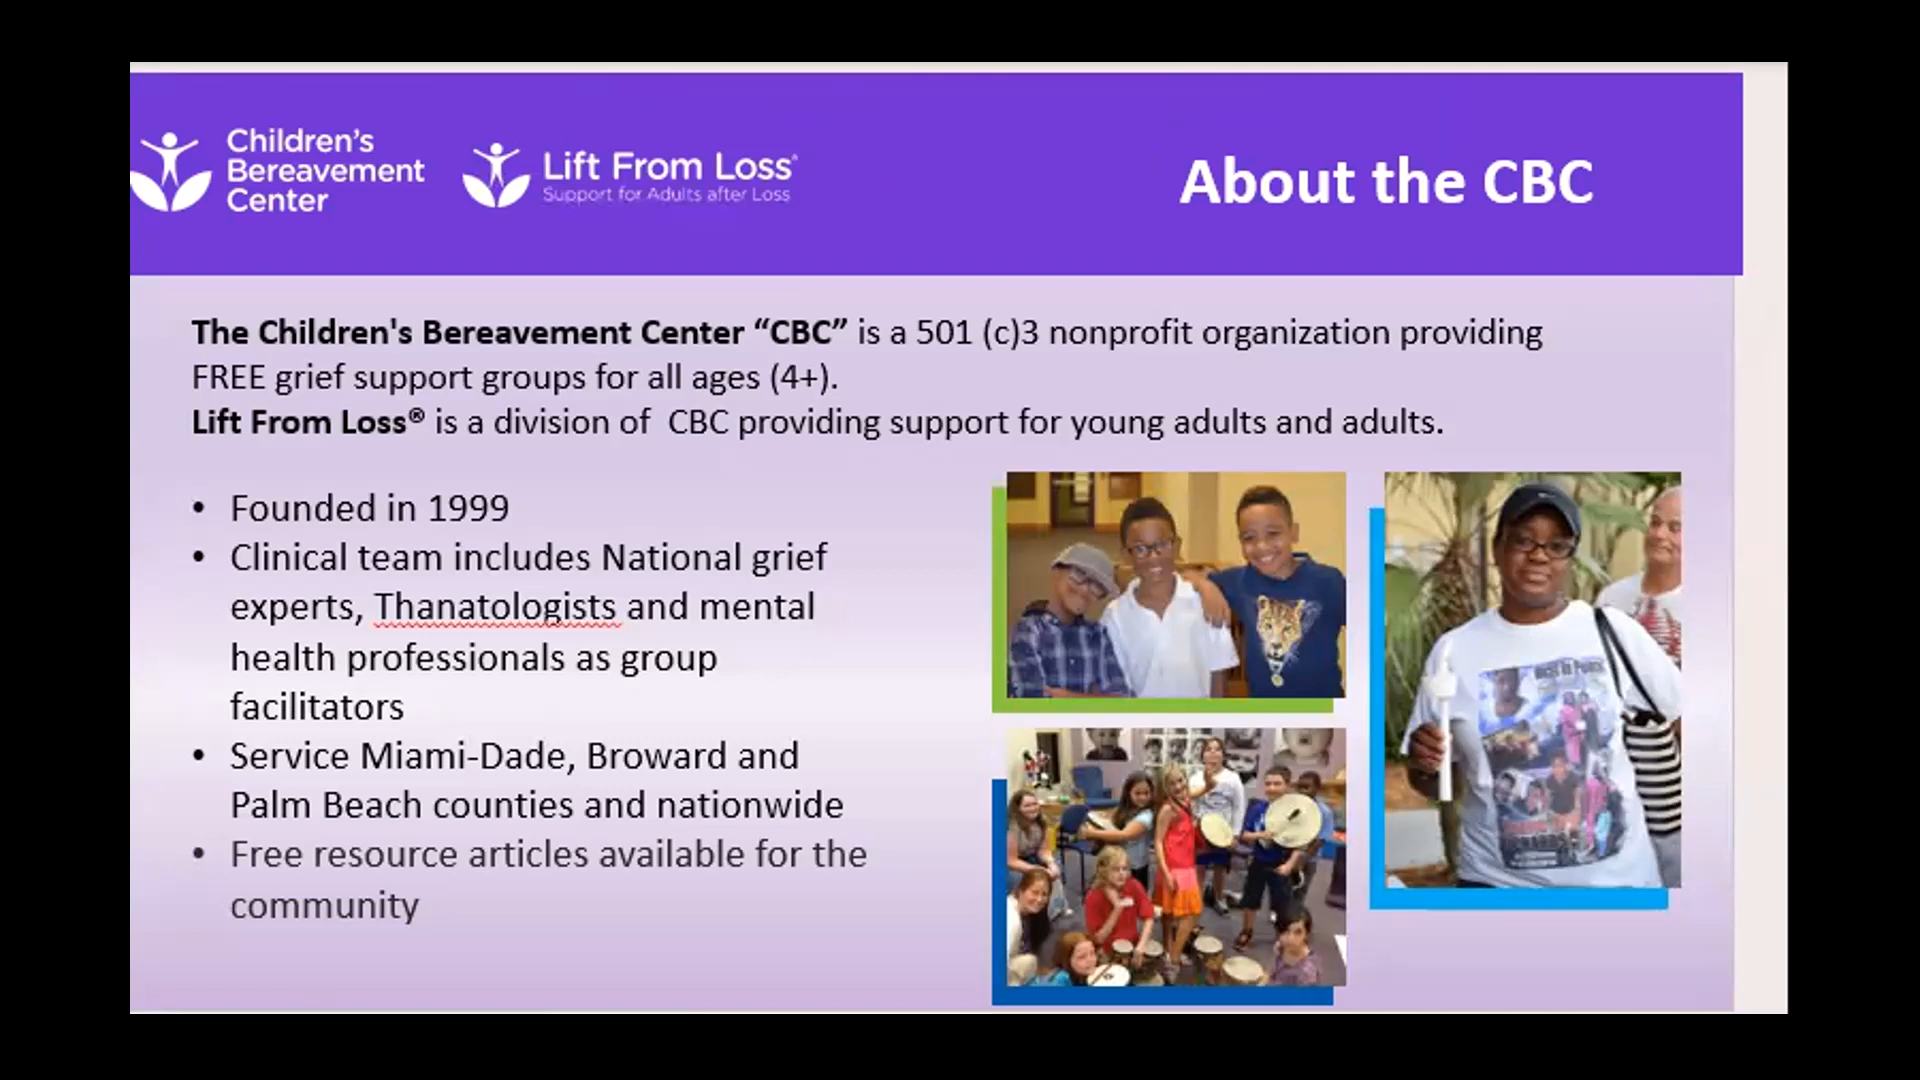 Children's
Bereavement
Center
Lift From Loss®
Support for Adults after Loss
About the CBC
The Children's Bereavement Center “CBC” is a 501 (c)3 nonprofit organization providing
FREE grief support groups for all ages (4+).
Lift From Loss® is a division of CBC providing support for young adults and adults.
• Founded in 1999
• Clinical team includes National grief
experts, Thanatologists and mental
health professionals as group
facilitators
• Service Miami-Dade, Broward and
Palm Beach counties and nationwide
• Free resource articles available for the
community